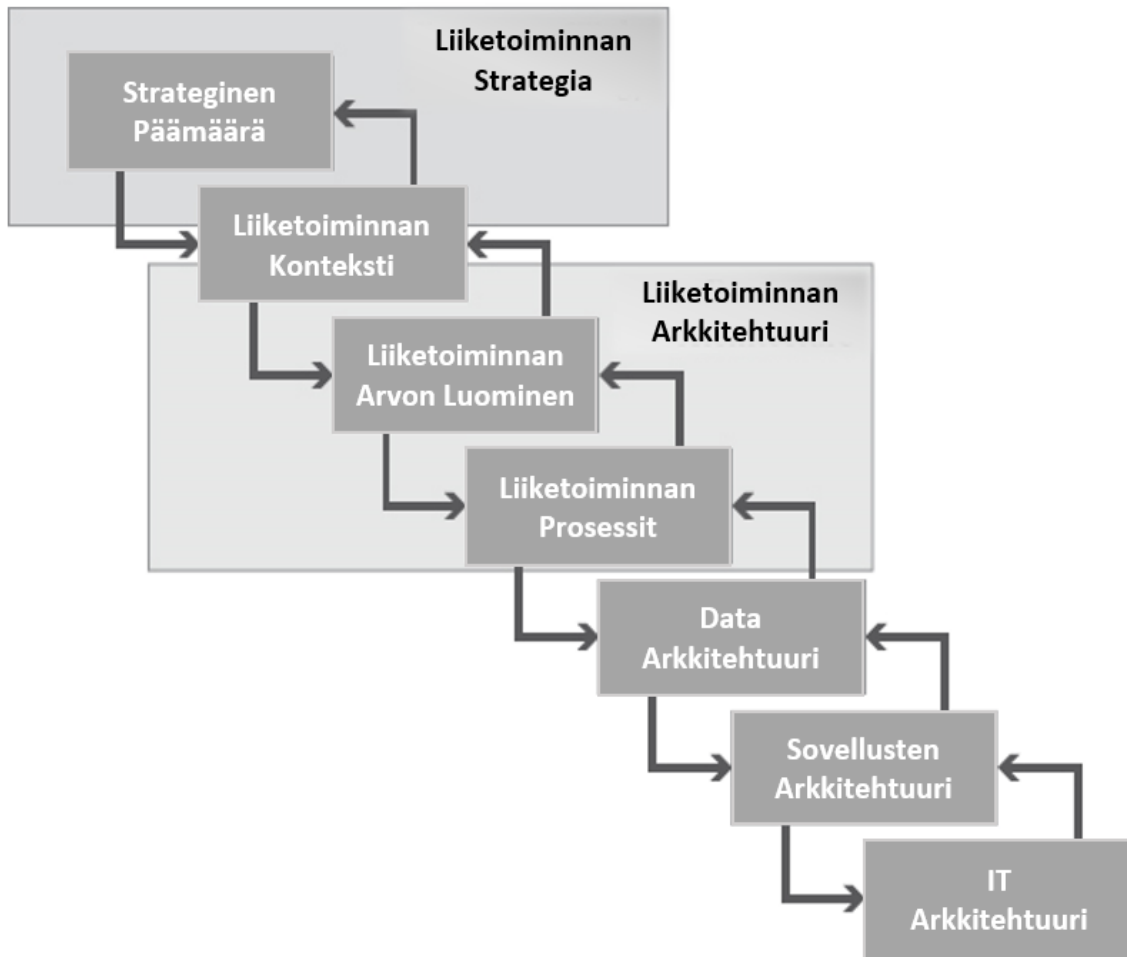 Liiketoiminnan
Strategia
Strateginen
Päämäärä
Liiketoiminnan
Konteksti
Liiketoiminnan
Arkkitehtuuri
Liiketoiminnan
Arvon Luominen
Liiketoiminnan
Prosessit
Data
Arkkitehtuuri
Sovellusten
Arkkitehtuuri
IT
Arkkitehtuuri